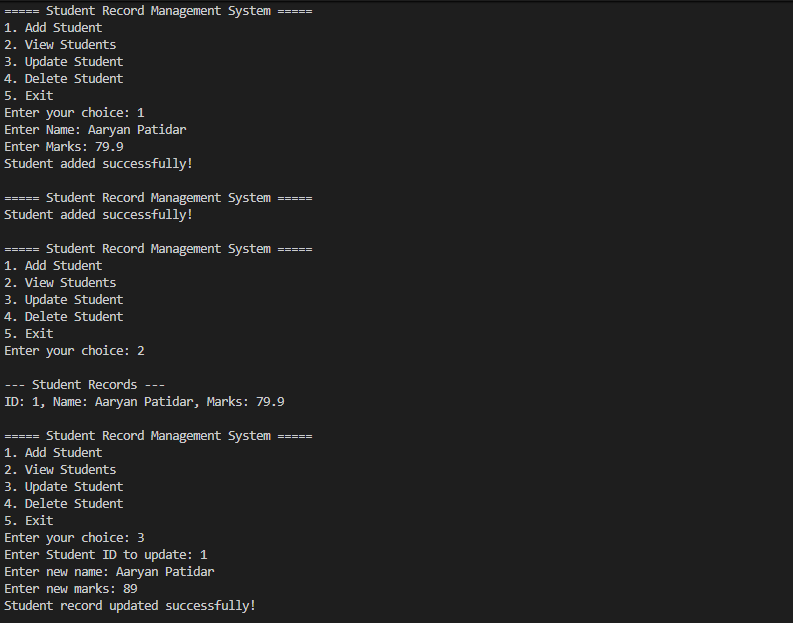 ===== Student Record Management System =====
1. Add Student
2. View Students
3. Update Student
4. Delete Student
5. Exit
Enter your choice: 1
Enter Name: Aaryan Patidar
Enter Marks: 79.9
Student added successfully!
===== Student Record Management System =====
Student added successfully!
===== Student Record Management System =====
1. Add Student
2. View Students
3. Update Student
4. Delete Student
5. Exit
Enter your choice: 2
--- Student Records ---
ID: 1, Name: Aaryan Patidar, Marks: 79.9
===== Student Record Management System =====
1. Add Student
2. View Students
3. Update Student
4. Delete Student
5. Exit
Enter your choice: 3
Enter Student ID to update: 1
Enter new name: Aaryan Patidar
Enter new marks: 89
Student record updated successfully!